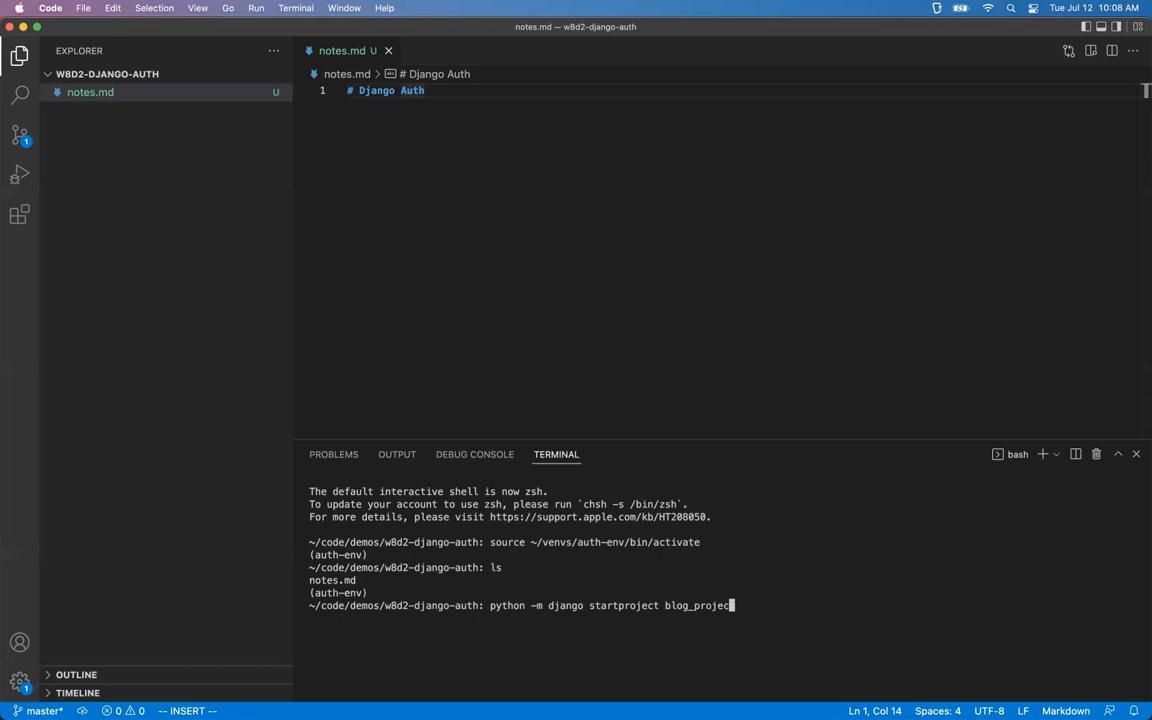 Code File Edit Selection View Go Run Terminal Window Help Tue Jul 12 10:08 AM
notes.md — w8d2-django-auth
EXPLORER
W8D2-DJANGO-AUTH
notes.md U
notes.md U
notes.md > # Django Auth
1 # Django Auth
1
1
PROBLEMS OUTPUT DEBUG CONSOLE TERMINAL bash
The default interactive shell is now zsh.
To update your account to use zsh, please run `chsh -s /bin/zsh`.
For more details, please visit https://support.apple.com/kb/HT208050.
~/code/demos/w8d2-django-auth: source ~/venvs/auth-env/bin/activate
(auth-env)
~/code/demos/w8d2-django-auth: ls
notes.md
(auth-env)
~/code/demos/w8d2-django-auth: python -m django startproject blog_projec
OUTLINE
TIMELINE
master* 0 0 -- INSERT -- Ln 1, Col 14 Spaces: 4 UTF-8 LF Markdown